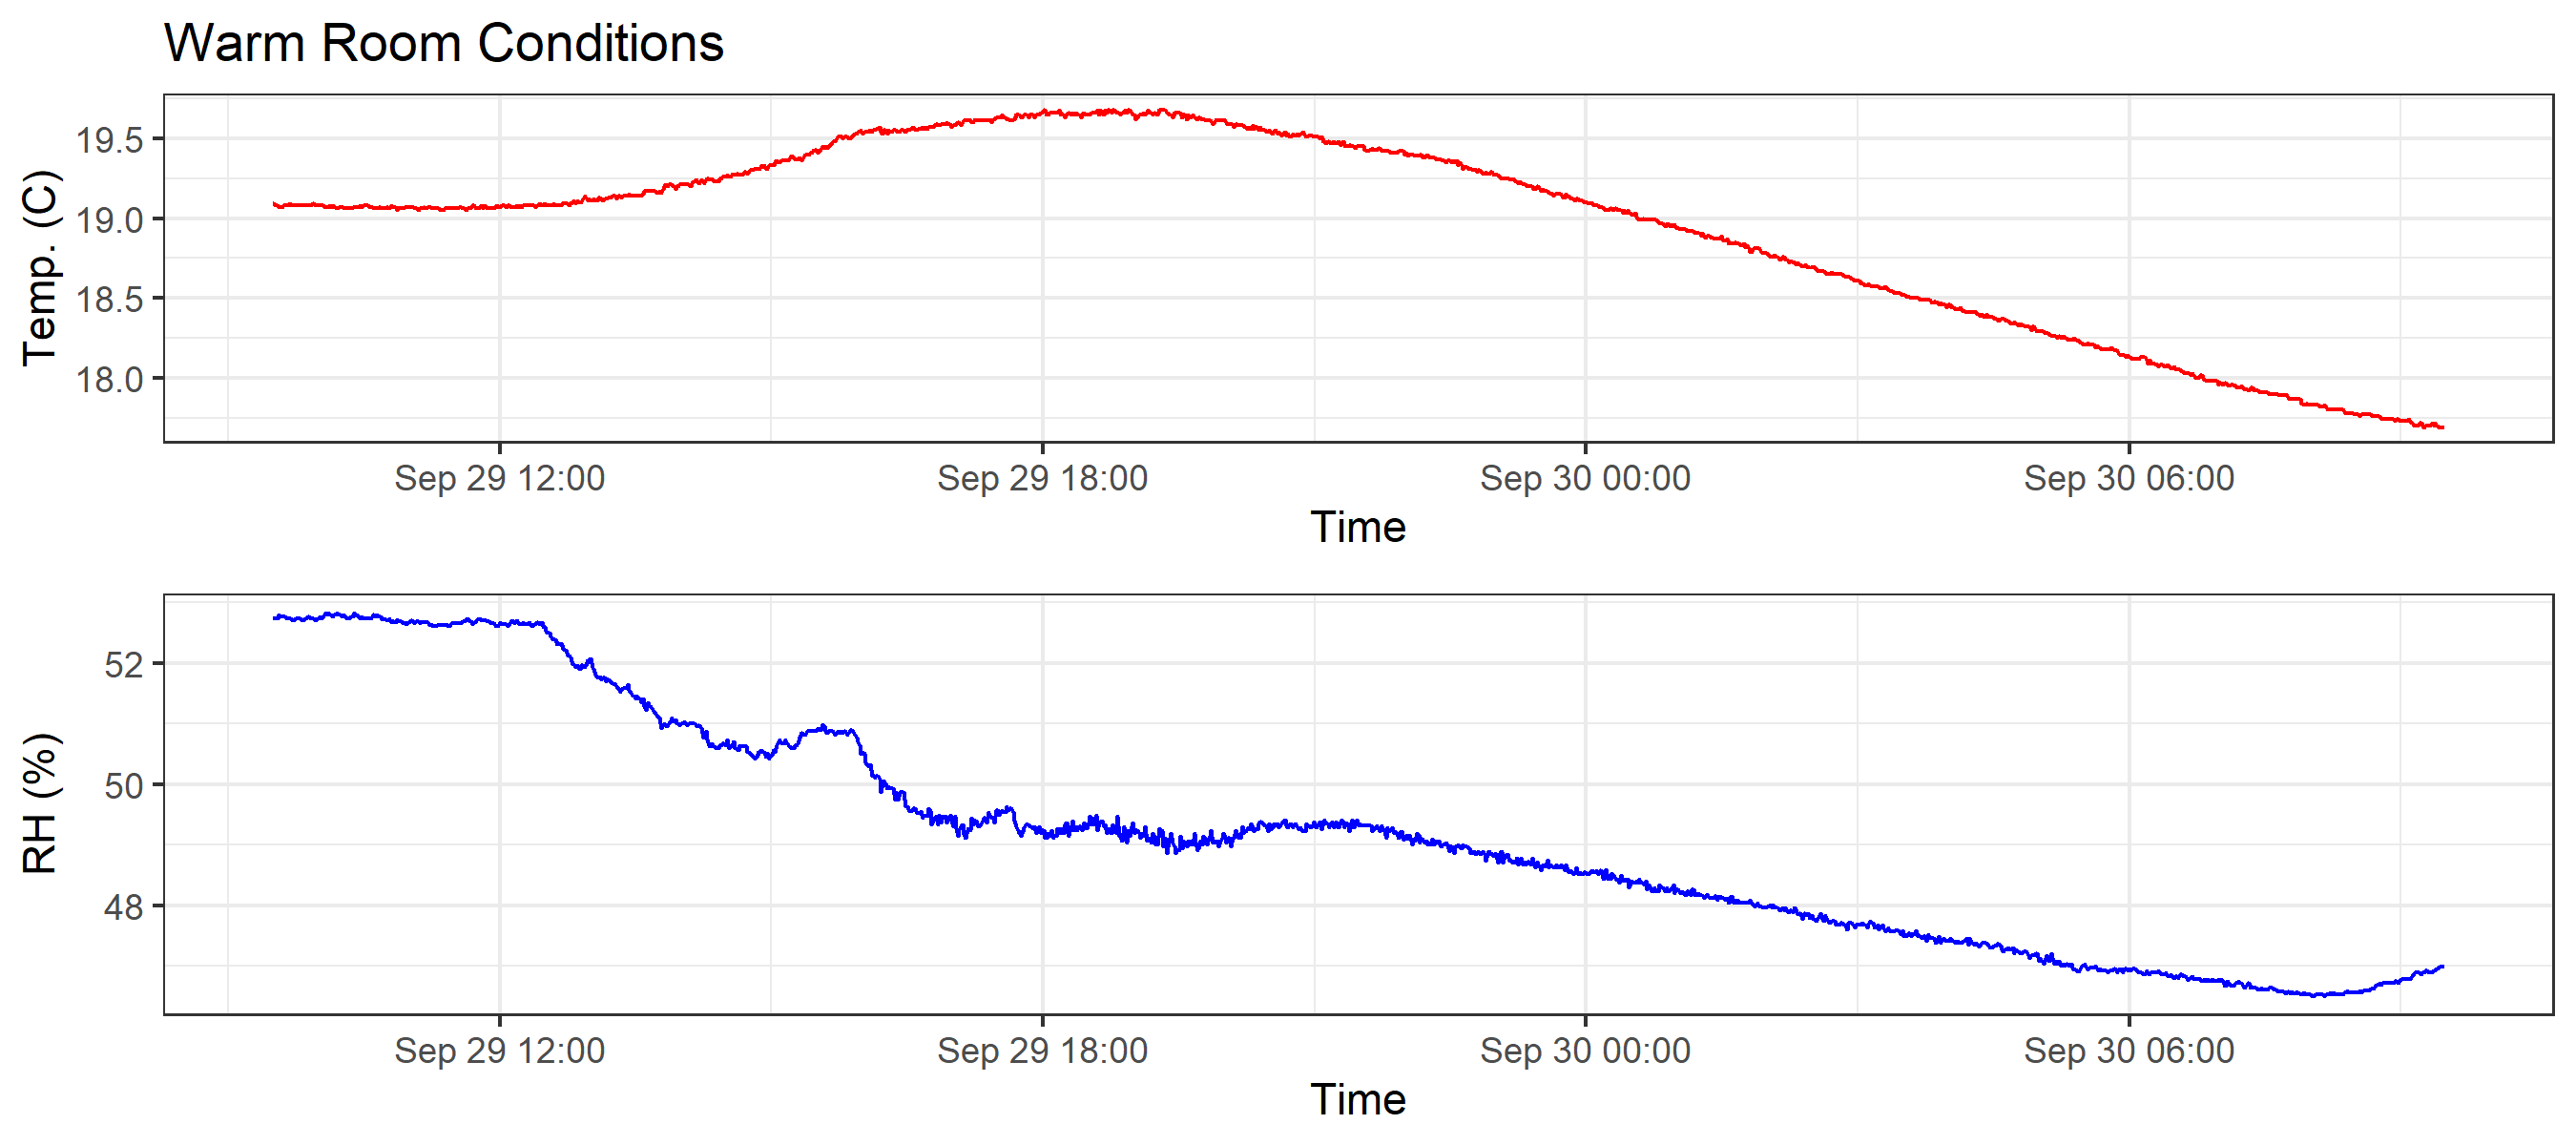 Warm Room Conditions
Temp. (C)
19.5
19.0
18.5
18.0
Sep 29 12:00 Sep 29 18:00 Sep 30 00:00 Sep 30 06:00
Time
RH (%)
52
50
48
Sep 29 12:00 Sep 29 18:00 Sep 30 00:00 Sep 30 06:00
Time